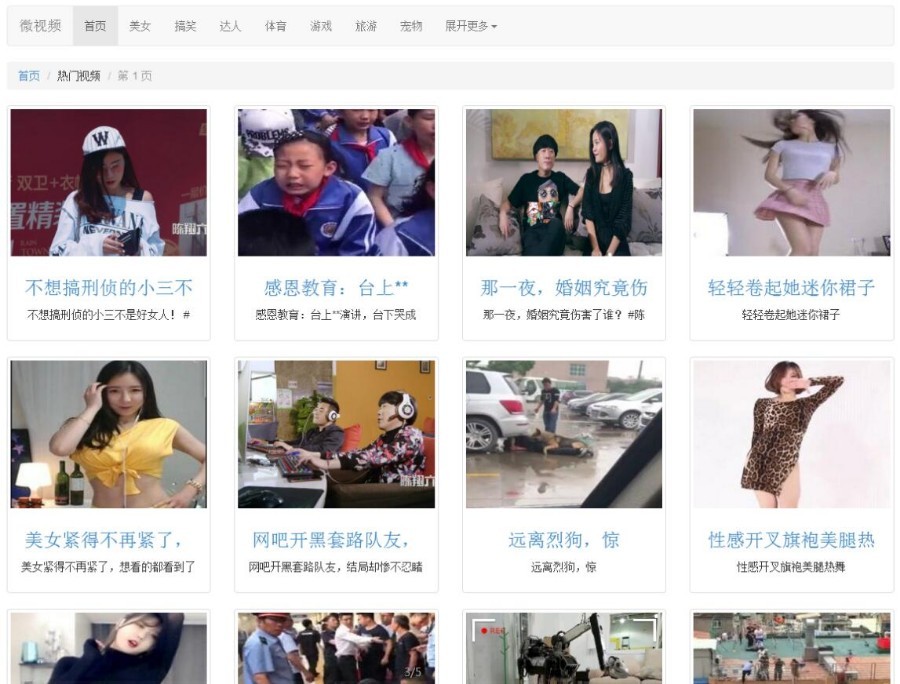 微视频 首页 美女 搞笑 达人 体育 游戏 旅游 宠物 展开更多
首页 / 热门视频 / 第 1 页
W
双卫+衣
置精装
陈翔六
不想搞刑侦的小三不
不想搞刑侦的小三不是好女人！ #
感恩教育：台上**
感恩教育：台上**演讲，台下哭成
那一夜，婚姻究竟伤
那一夜，婚姻究竟伤害了谁？ #陈
轻轻卷起她迷你裙子
轻轻卷起她迷你裙子
陈翔六
美女紧得不再紧了，
美女紧得不再紧了，想看的都看到了
网吧开黑套路队友，
网吧开黑套路队友，结局却惨不忍睹
远离烈狗，惊
远离烈狗，惊
性感开叉旗袍美腿热
性感开叉旗袍美腿热舞
3/5